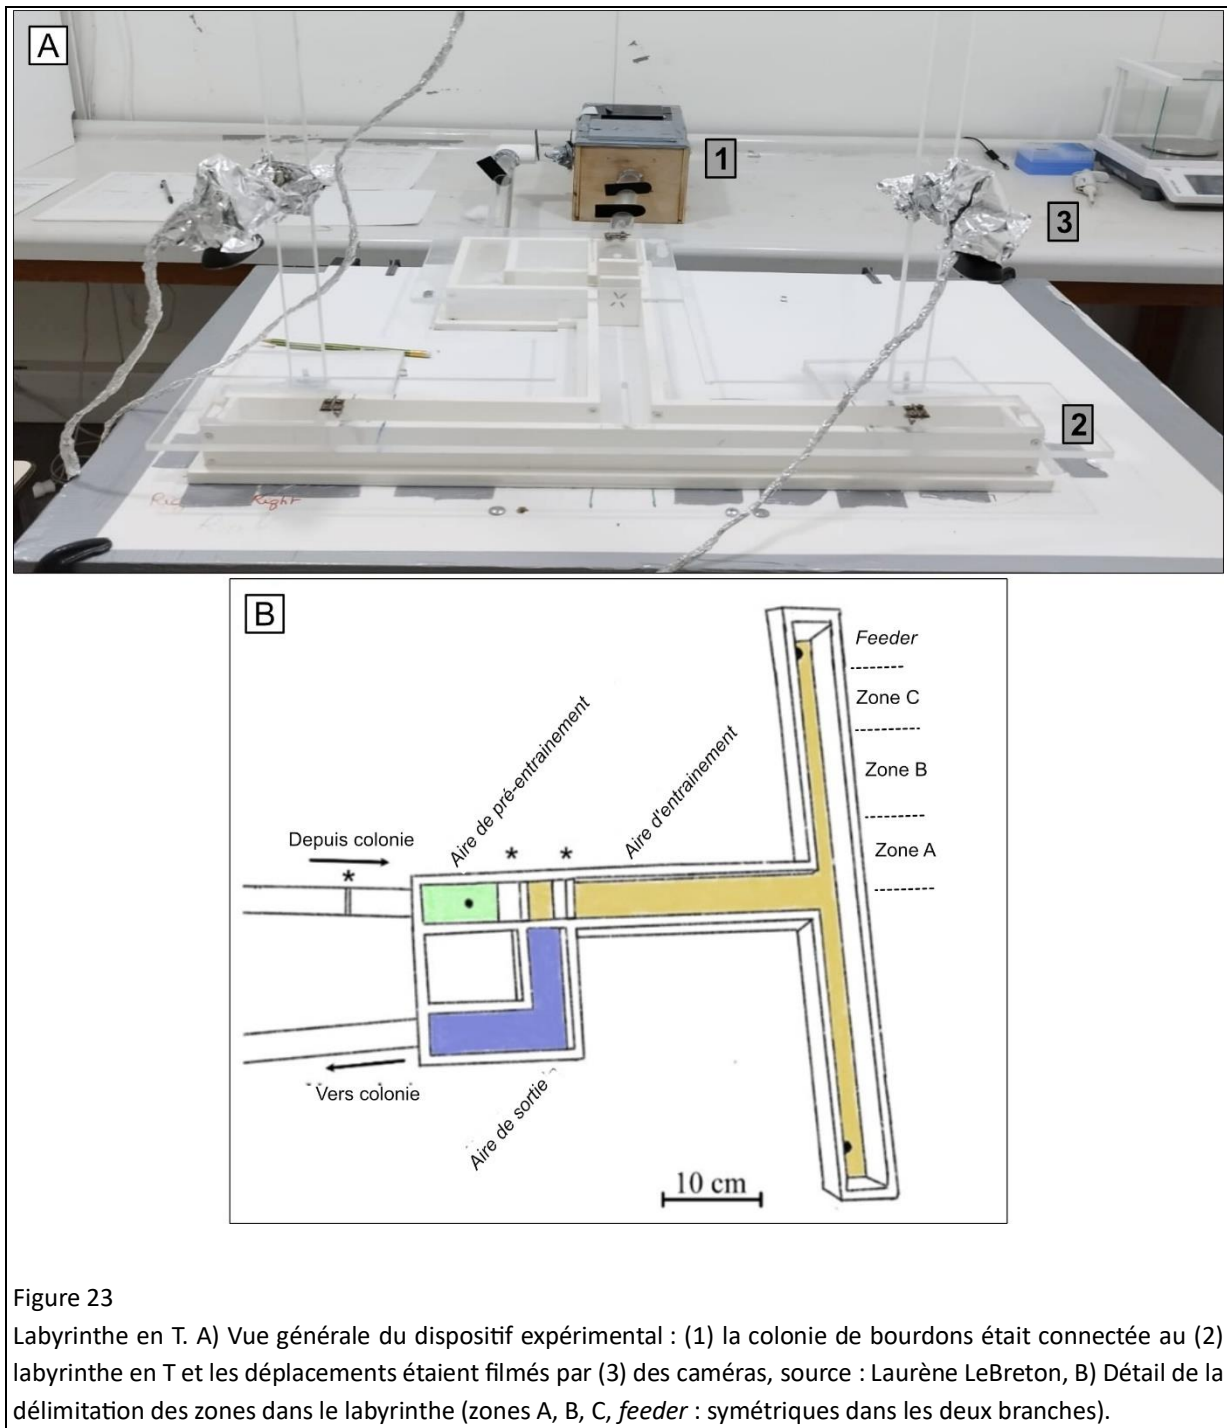 A
1
3
2
Right
B
Feeder
Zone C
Zone B
Zone A
Aire de pré-entrainement
Aire d'entrainement
Depuis colonie
*
*
*
Vers colonie
Aire de sortie
10 cm
Figure 23
Labyrinthe en T. A) Vue générale du dispositif expérimental : (1) la colonie de bourdons était connectée au (2)
labyrinthe en T et les déplacements étaient filmés par (3) des caméras, source : Laurène LeBreton, B) Détail de la
délimitation des zones dans le labyrinthe (zones A, B, C, feeder : symétriques dans les deux branches).